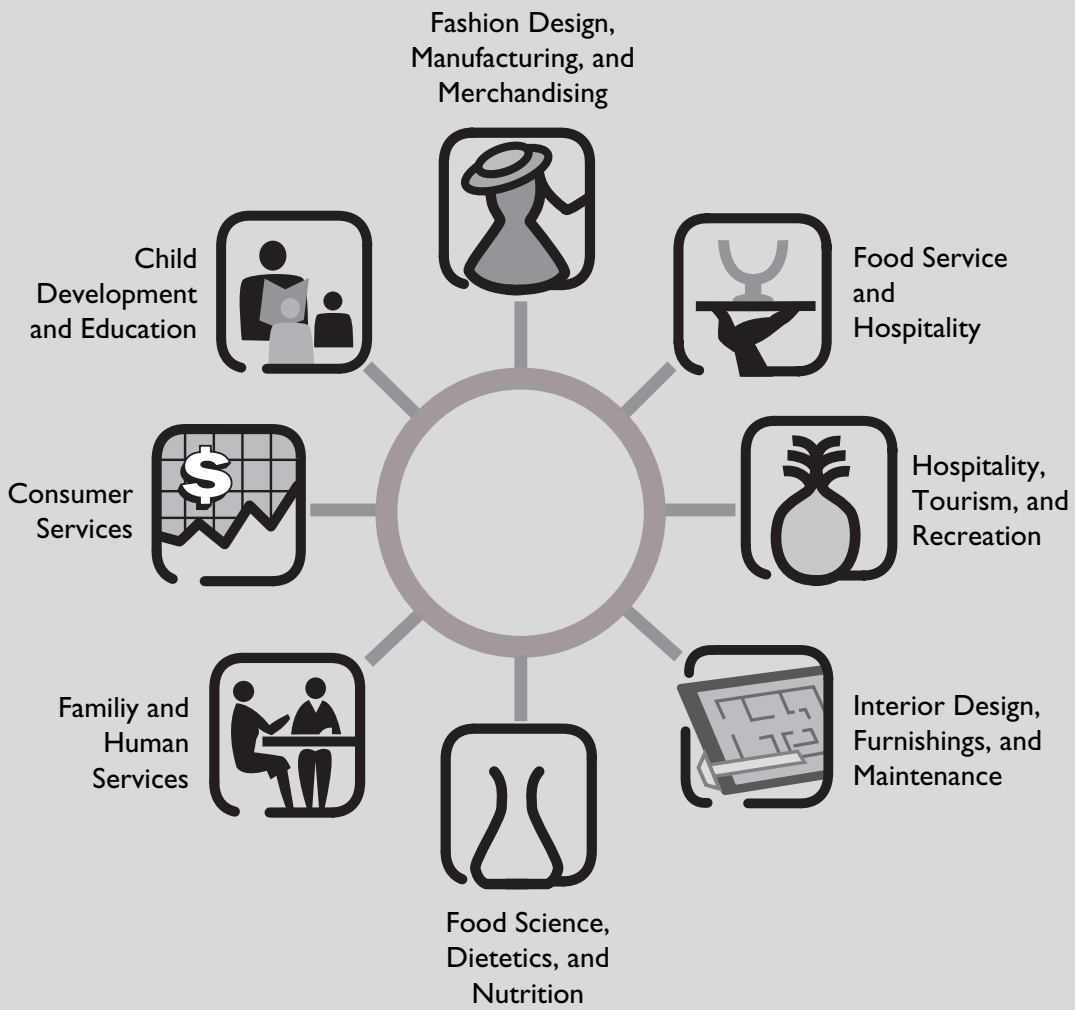 Fashion Design,
Manufacturing, and
Merchandising
Child
Development
and Education
Food Service
and
Hospitality
Consumer
Services
$
Hospitality,
Tourism, and
Recreation
Familiy and
Human
Services
Interior Design,
Furnishings, and
Maintenance
Food Science,
Dietetics, and
Nutrition